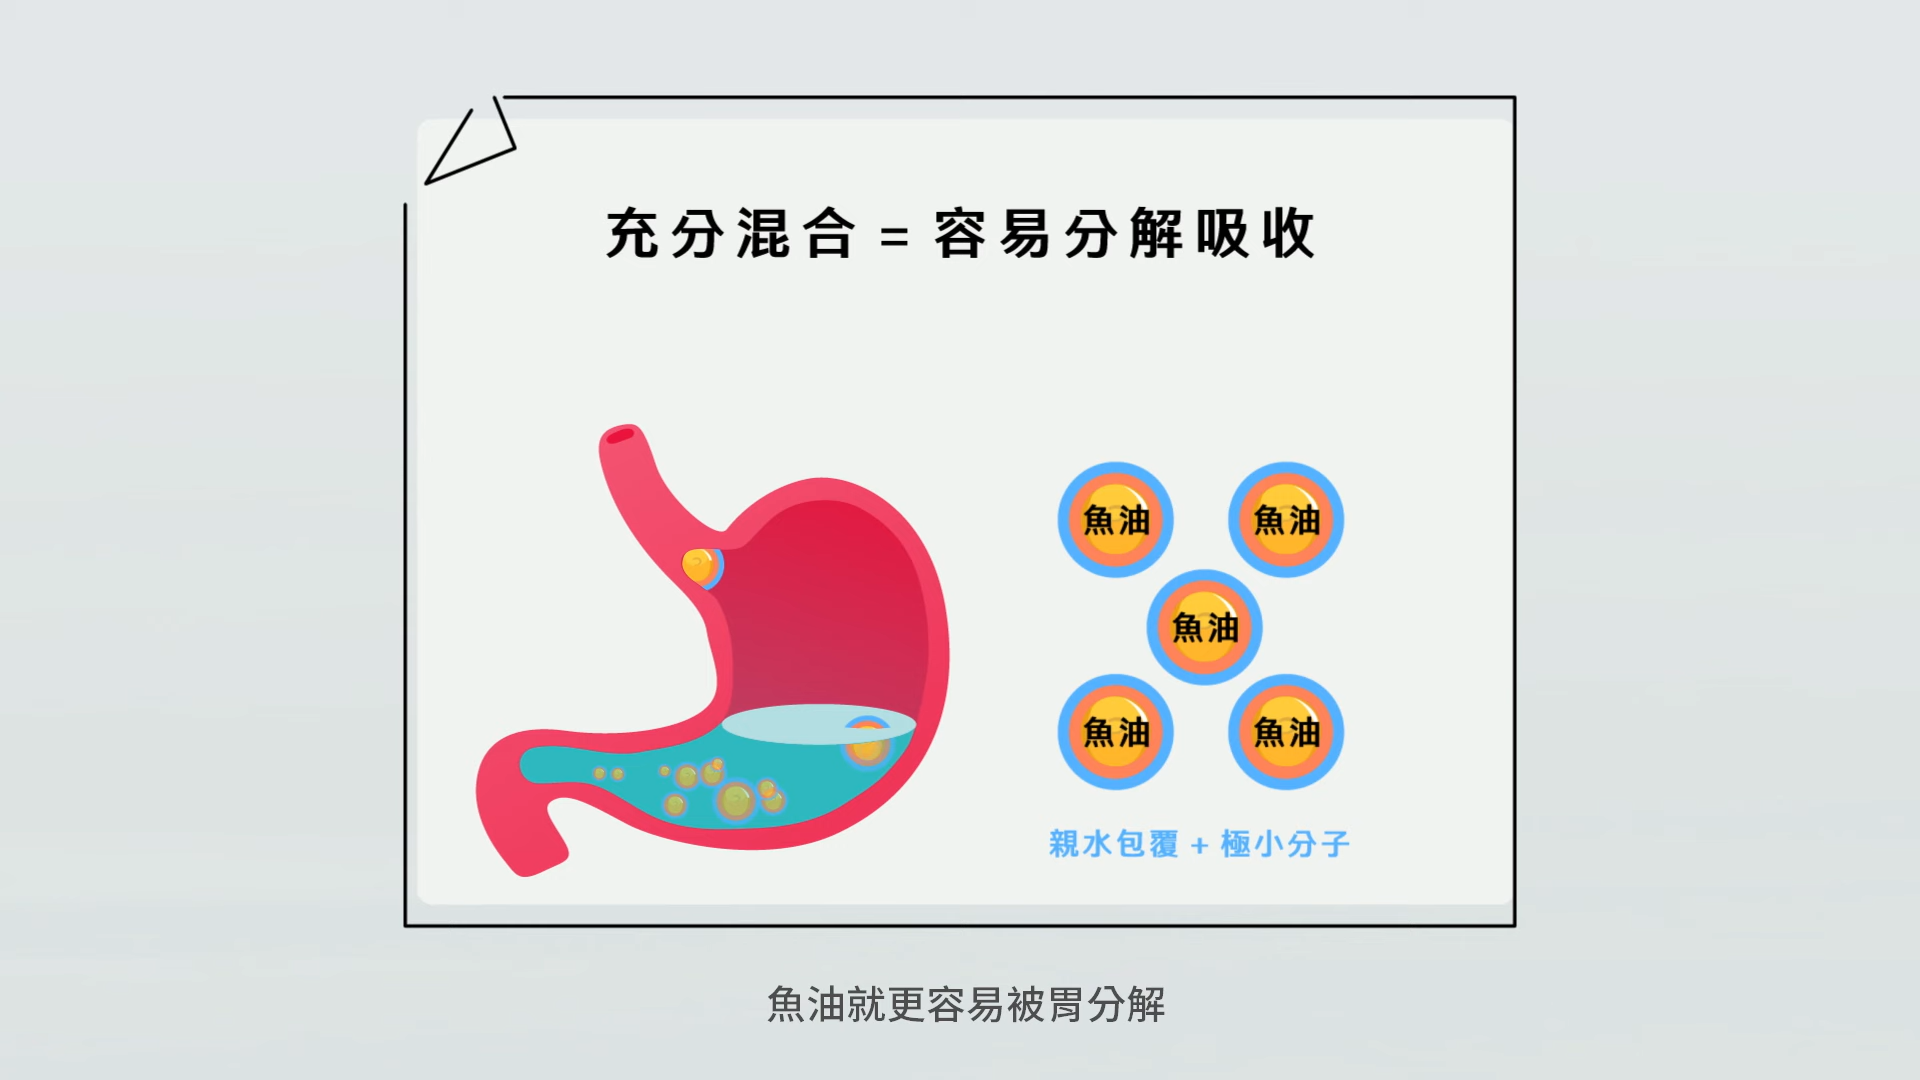 充分混合 = 容易分解吸收
魚油
魚油
魚油
魚油
魚油
親水包覆 + 極小分子
魚油就更容易被胃分解